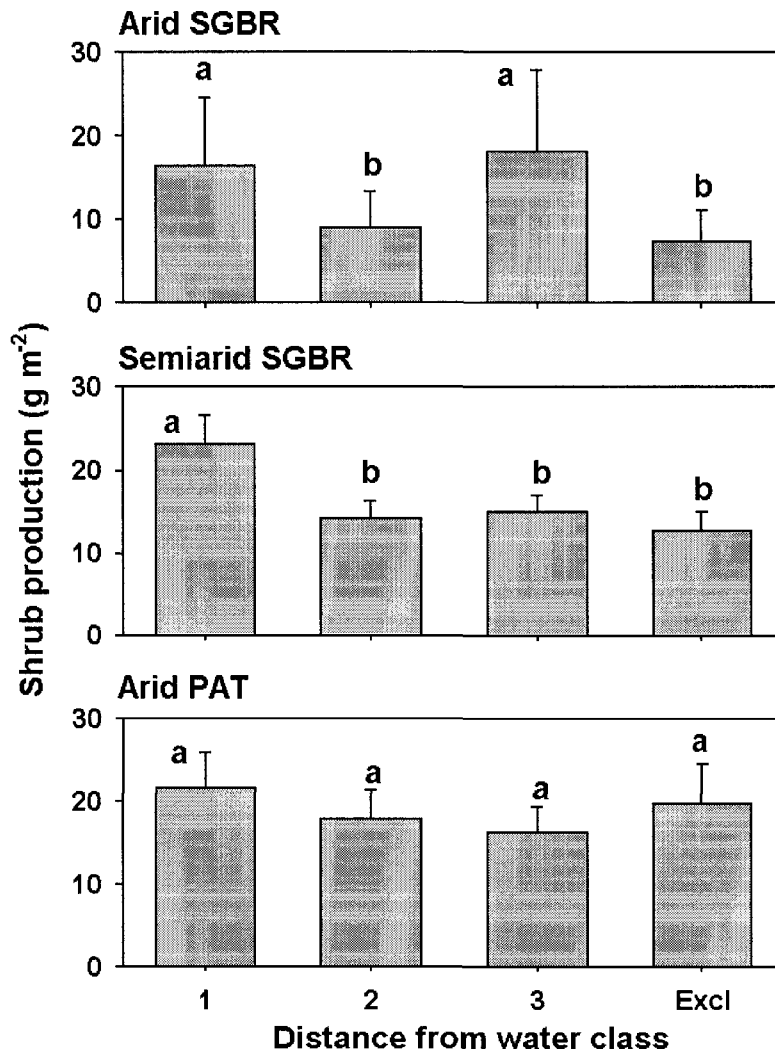 Arid SGBR
30
20
10
0
a b a b
Semiarid SGBR
30
20
10
0
a b b b
Arid PAT
30
20
10
0
a a a a
1 2 3 Excl
Distance from water class
Shrub production (g m⁻²)